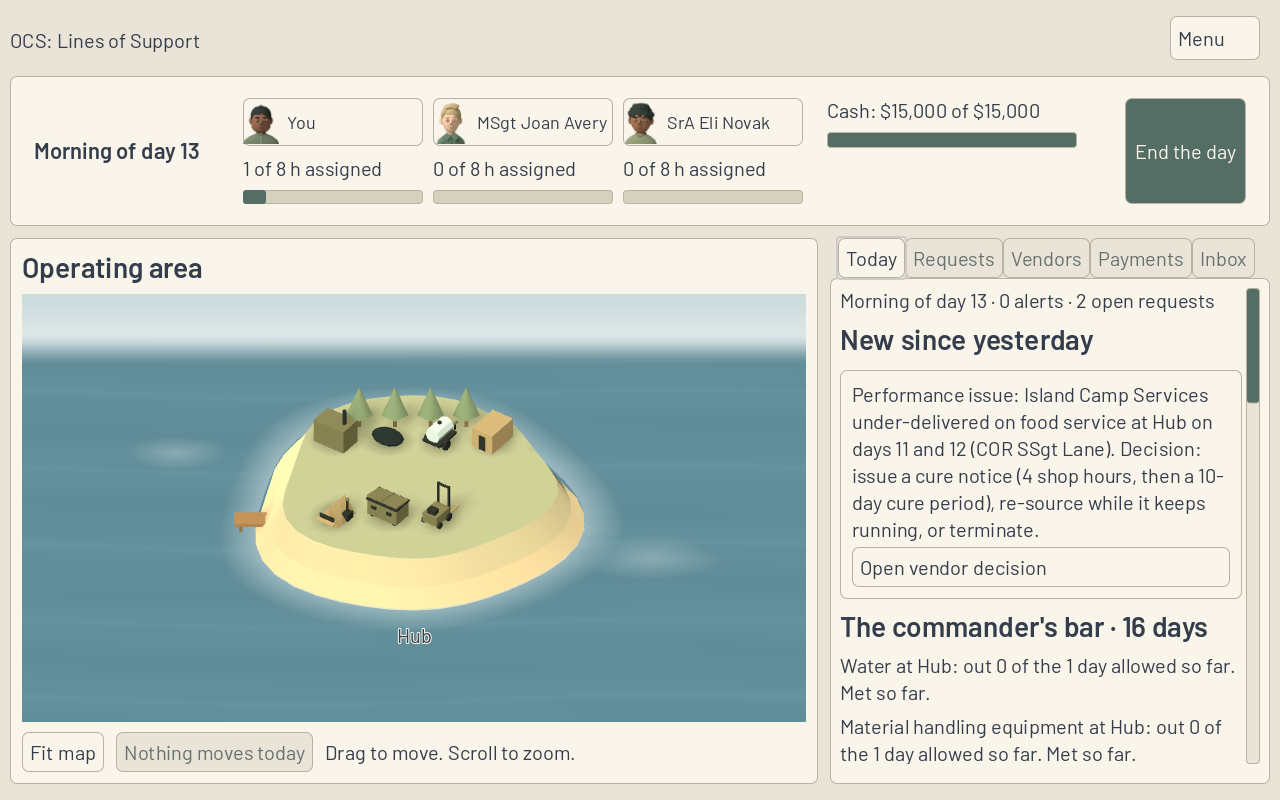 OCS: Lines of Support
Menu
Morning of day 13
You
1 of 8 h assigned
MSgt Joan Avery
0 of 8 h assigned
SrA Eli Novak
0 of 8 h assigned
Cash: $15,000 of $15,000
End the day
Operating area
Hub
Fit map
Nothing moves today
Drag to move. Scroll to zoom.
Today
Requests
Vendors
Payments
Inbox
Morning of day 13 · 0 alerts · 2 open requests
New since yesterday
Performance issue: Island Camp Services
under-delivered on food service at Hub on
days 11 and 12 (COR SSgt Lane). Decision:
issue a cure notice (4 shop hours, then a 10-
day cure period), re-source while it keeps
running, or terminate.
Open vendor decision
The commander's bar · 16 days
Water at Hub: out 0 of the 1 day allowed so far.
Met so far.
Material handling equipment at Hub: out 0 of
the 1 day allowed so far. Met so far.